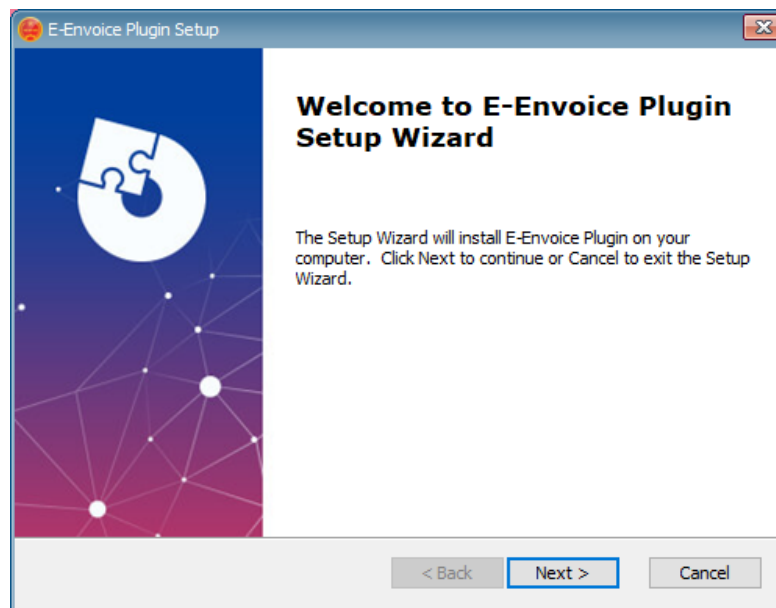 E-Envoice Plugin Setup
Welcome to E-Envoice Plugin
Setup Wizard
The Setup Wizard will install E-Envoice Plugin on your
computer. Click Next to continue or Cancel to exit the Setup
Wizard.
< Back Next > Cancel